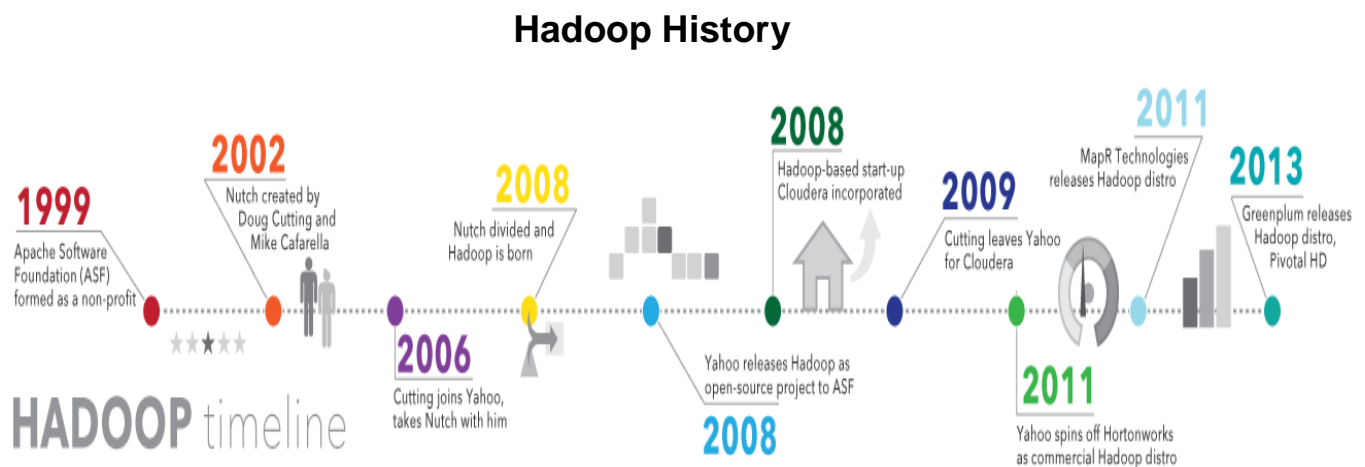 Hadoop History
1999
Apache Software
Foundation (ASF)
formed as a non-profit
2002
Nutch created by
Doug Cutting and
Mike Cafarella
2006
Cutting joins Yahoo,
takes Nutch with him
2008
Nutch divided and
Hadoop is born
Yahoo releases Hadoop as
open-source project to ASF
2008
2008
Hadoop-based start-up
Cloudera incorporated
2009
Cutting leaves Yahoo
for Cloudera
2011
Yahoo spins off Hortonworks
as commercial Hadoop distro
2011
MapR Technologies
releases Hadoop distro
2013
Greenplum releases
Hadoop distro,
Pivotal HD
HADOOP timeline